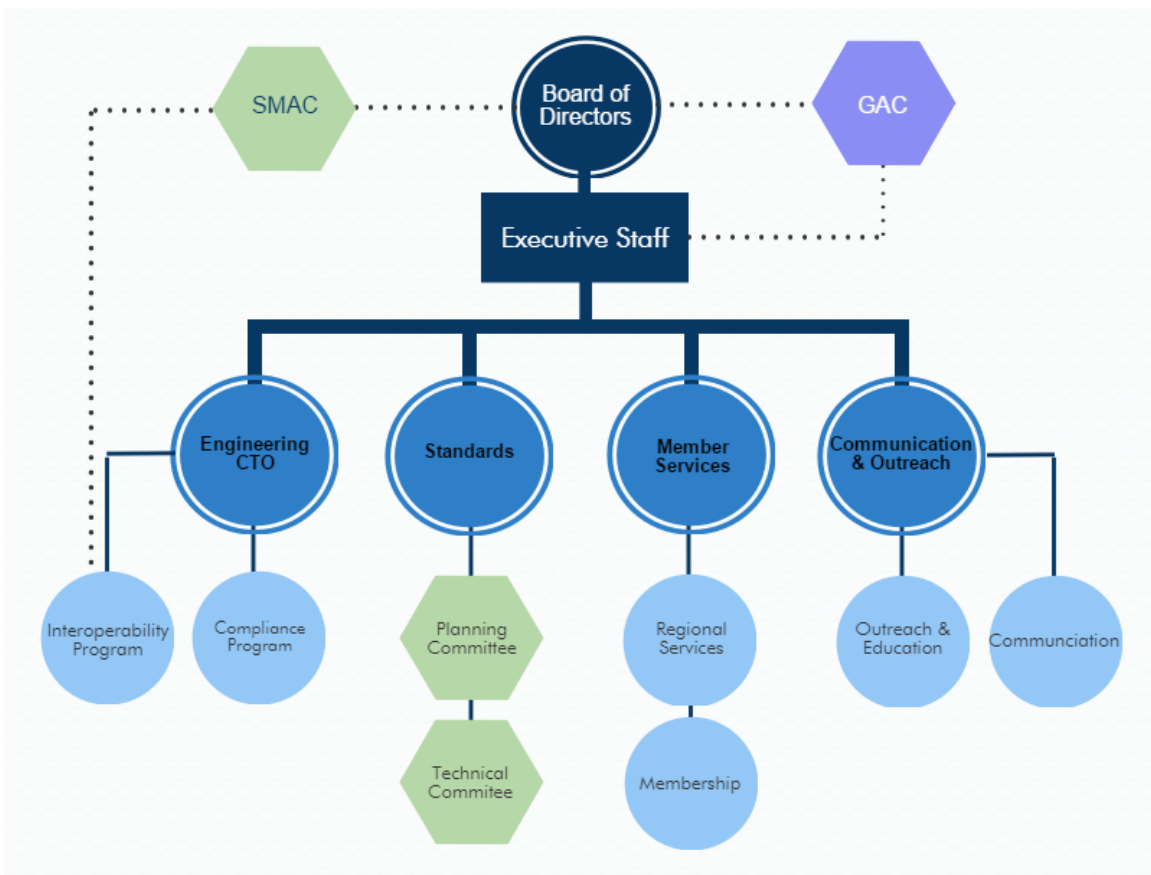 SMAC
Board of
Directors
GAC
Executive Staff
Engineering
CTO
Standards
Member
Services
Communication
& Outreach
Interoperability
Program
Compliance
Program
Planning
Committee
Regional
Services
Outreach &
Education
Communciation
Technical
Commitee
Membership